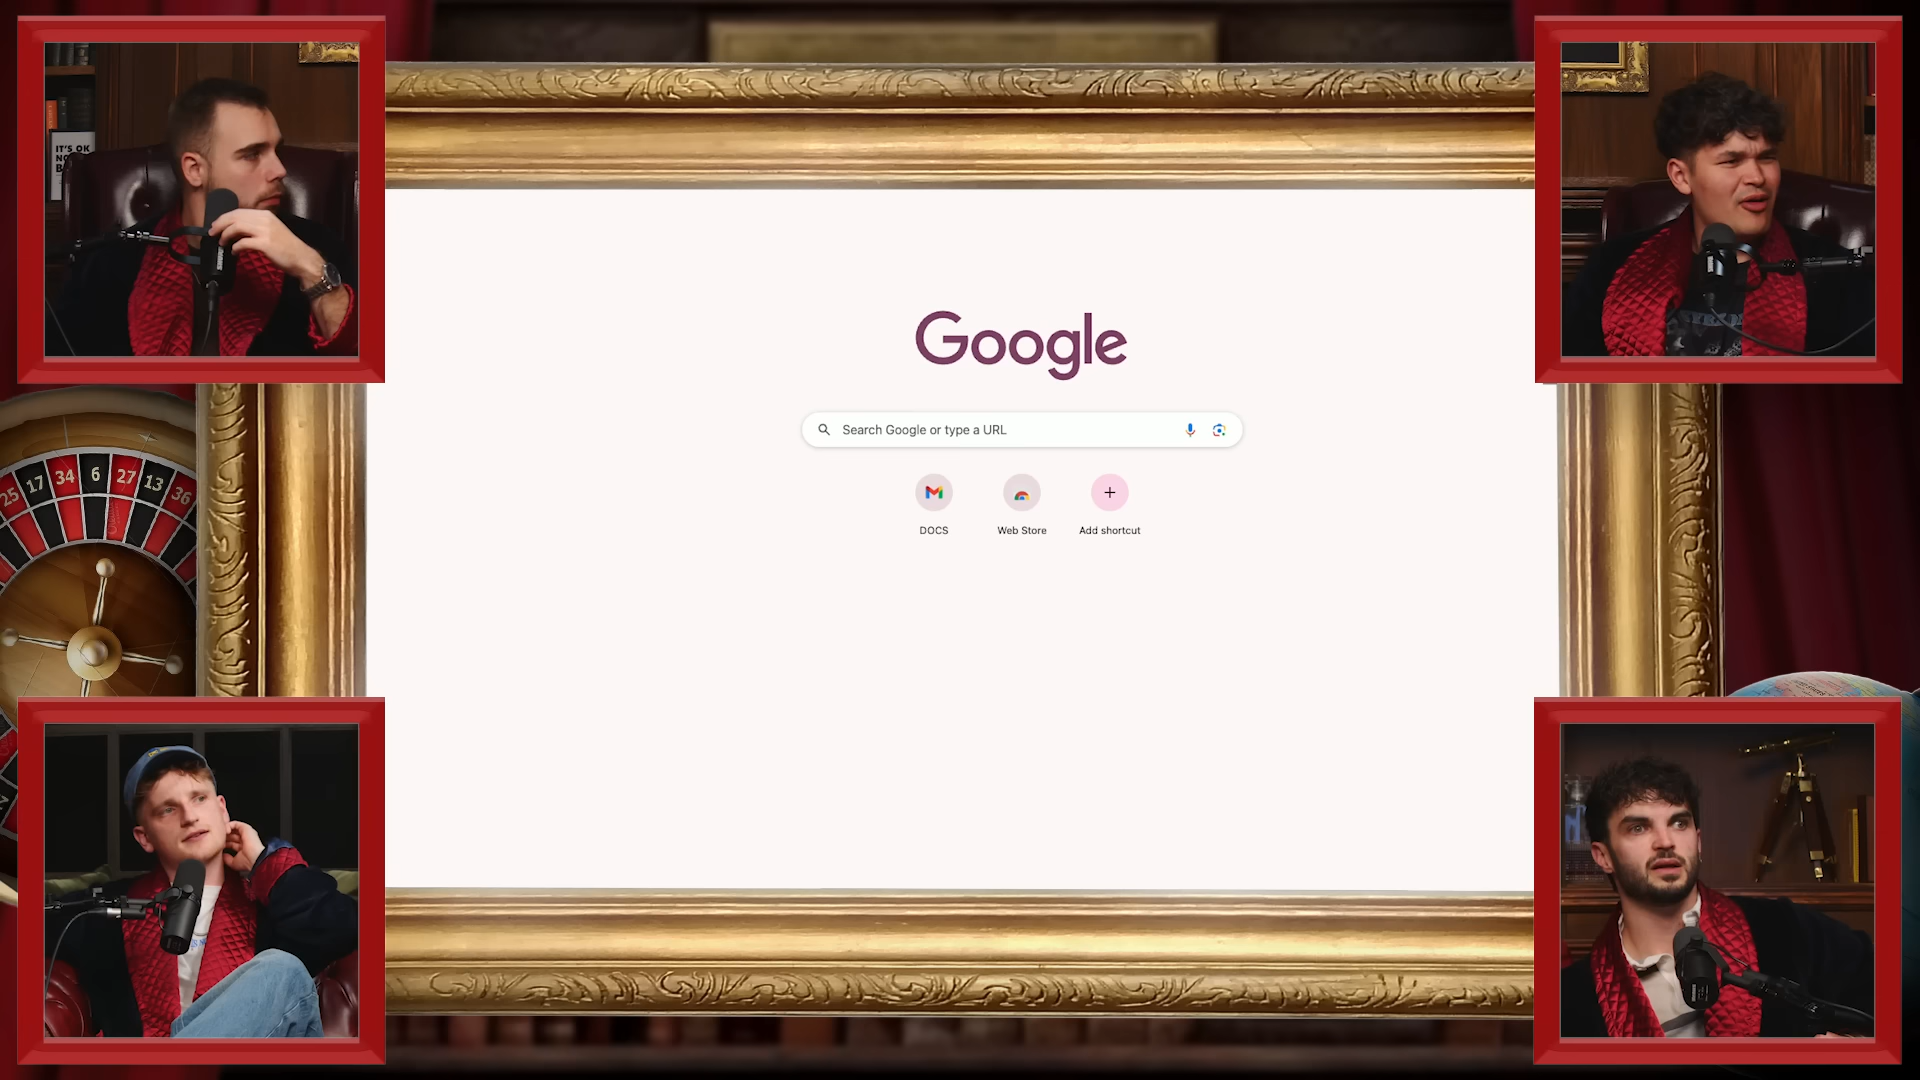 IT'S OK
Google
Search Google or type a URL
DOCS
Web Store
Add shortcut
25 17 34 6 27 13 36